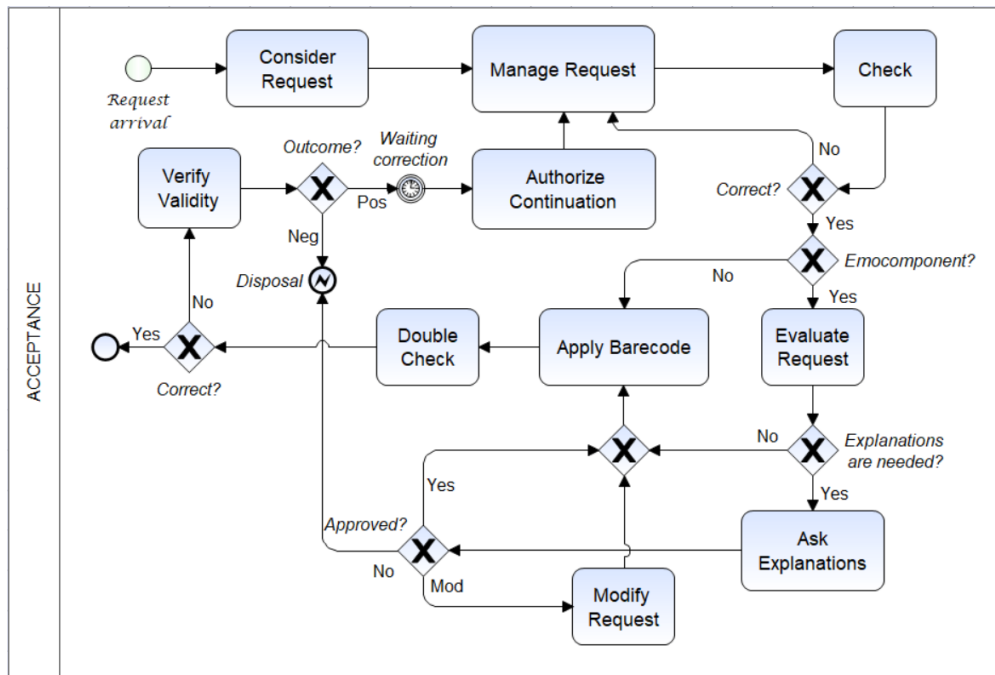 ACCEPTANCE
Request
arrival
Consider
Request
Manage Request
Check
Verify
Validity
Outcome?
Pos
Neg
Waiting
correction
Authorize
Continuation
No
Correct?
Yes
Emocomponent?
No
Yes
Disposal
No
Yes
Correct?
Double
Check
Apply Barecode
Evaluate
Request
No
Explanations
are needed?
Yes
Yes
Approved?
No
Mod
Modify
Request
Ask
Explanations